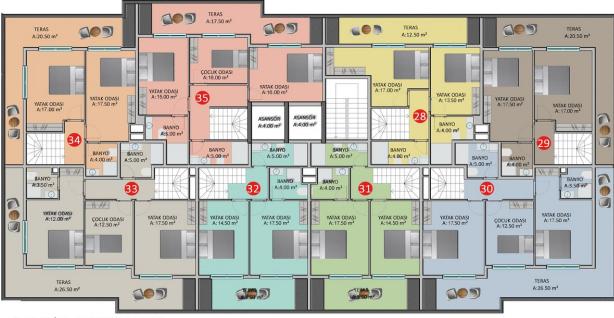 TERAS
A:20.50 m²
TERAS
A:17.50 m²
TERAS
A:12.50 m²
TERAS
A:20.50 m²
YATAK ODASI
A:17.00 m²
YATAK ODASI
A:17.50 m²
YATAK ODASI
A:15.00 m²
ÇOCUK ODASI
A:10.00 m²
YATAK ODASI
A:16.00 m²
YATAK ODASI
A:17.00 m²
YATAK ODASI
A:13.50 m²
YATAK ODASI
A:17.50 m²
YATAK ODASI
A:17.00 m²
35
34
28
29
ASANSÖR
A:4.00 m²
ASANSÖR
A:4.00 m²
BANYO
A:5.00 m²
BANYO
A:4.00 m²
BANYO
A:4.00 m²
BANYO
A:5.00 m²
BANYO
A:5.00 m²
BANYO
A:5.00 m²
BANYO
A:5.00 m²
BANYO
A:4.00 m²
BANYO
A:5.00 m²
BANYO
A:4.00 m²
BANYO
A:3.50 m²
33
32
BANYO
A:4.00 m²
BANYO
A:4.00 m²
31
30
BANYO
A:3.50 m²
YATAK ODASI
A:12.00 m²
ÇOCUK ODASI
A:12.50 m²
YATAK ODASI
A:17.50 m²
YATAK ODASI
A:14.50 m²
YATAK ODASI
A:17.50 m²
YATAK ODASI
A:17.50 m²
YATAK ODASI
A:14.50 m²
YATAK ODASI
A:17.50 m²
ÇOCUK ODASI
A:12.50 m²
YATAK ODASI
A:17.50 m²
TERAS
A:26.50 m²
TERAS
TERAS
TERAS
A:26.50 m²